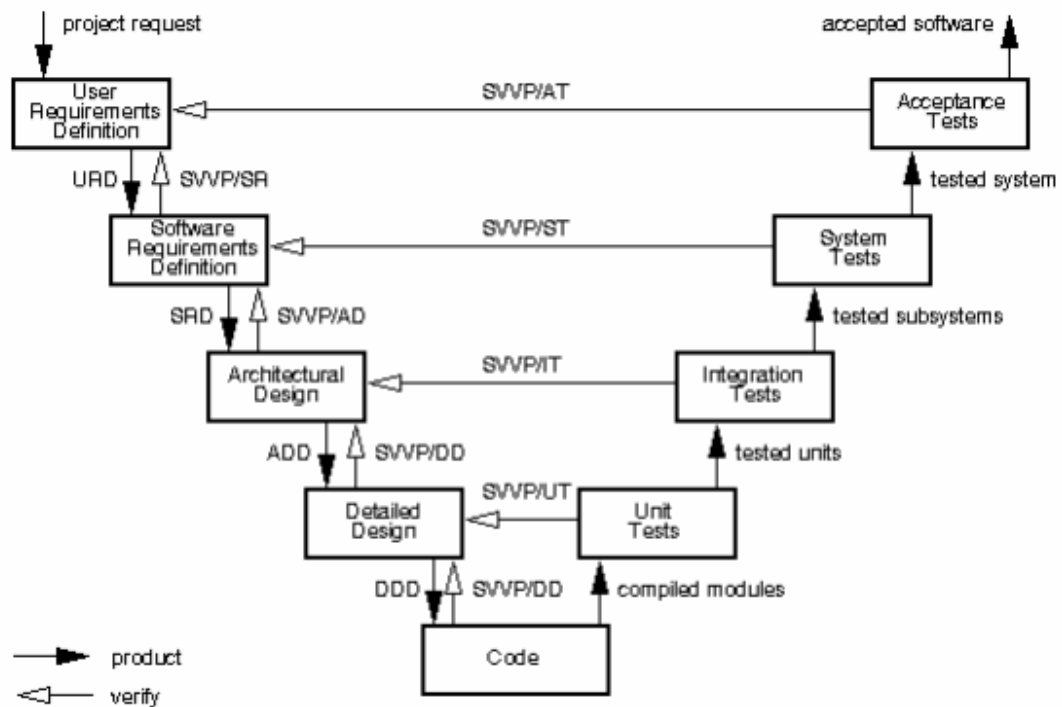 project request
accepted software
User
Requirements
Definition
SVVP/AT
Acceptance
Tests
URD
SVVP/SR
tested system
Software
Requirements
Definition
SVVP/ST
System
Tests
SRD
SVVP/AD
tested subsystems
Architectural
Design
SVVP/IT
Integration
Tests
ADD
SVVP/DD
tested units
Detailed
Design
SVVP/UT
Unit
Tests
DDD
SVVP/DD
compiled modules
Code
product
verify